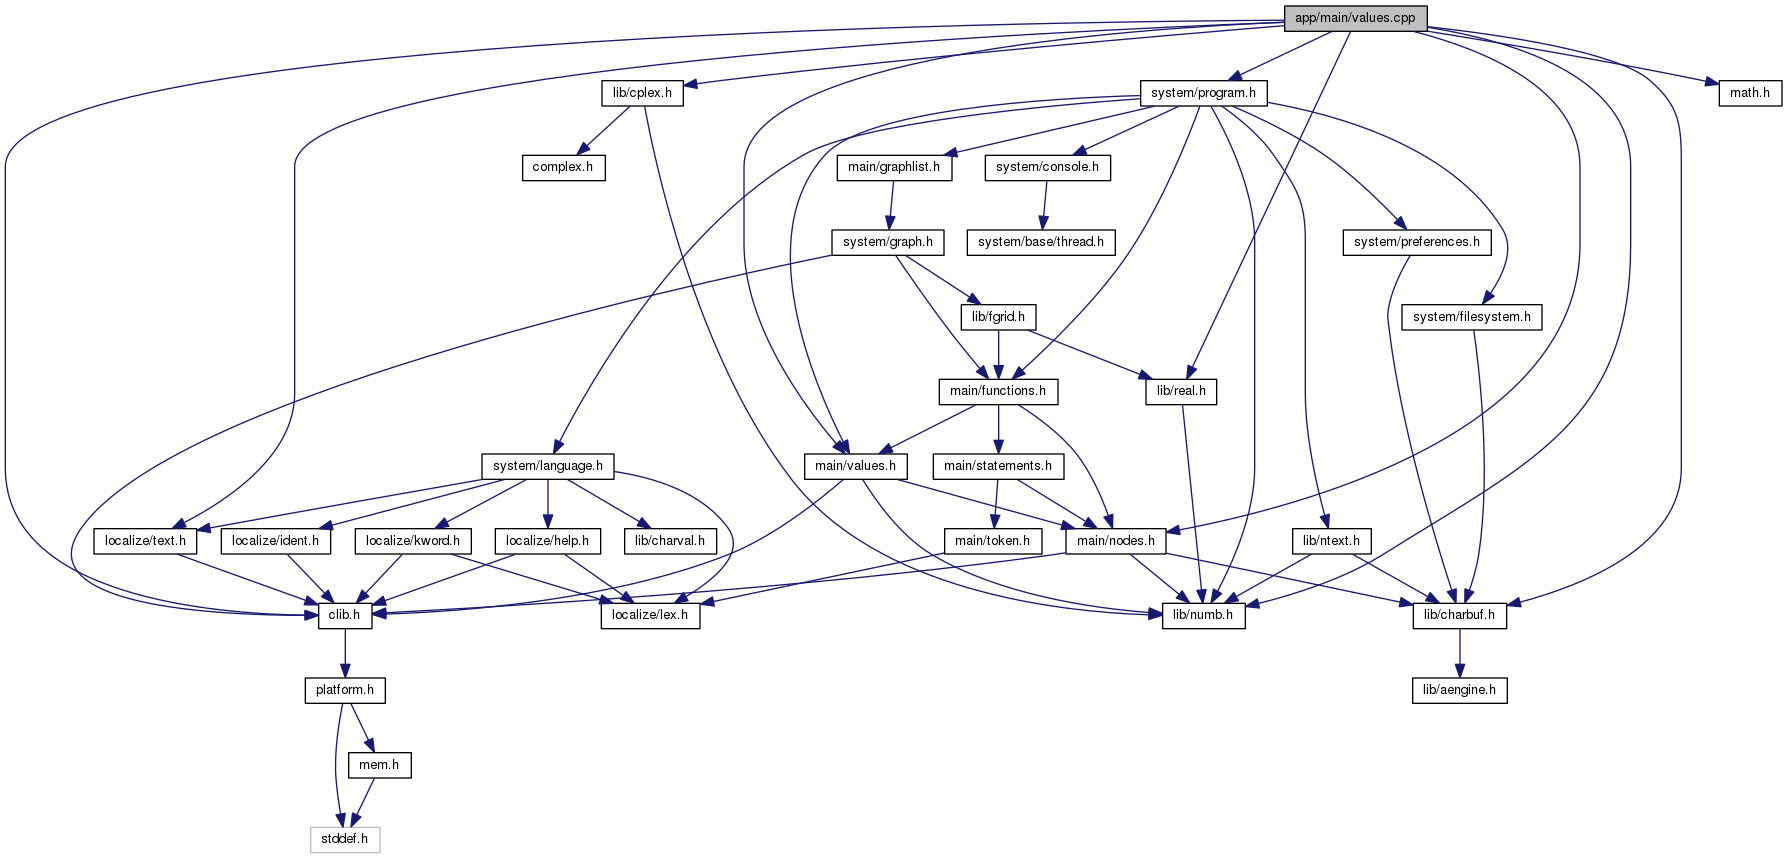 app/main/values.cpp
lib/cplex.h
system/program.h
math.h
complex.h
main/graphlist.h
system/console.h
system/graph.h
system/base/thread.h
system/preferences.h
lib/fgrid.h
system/filesystem.h
main/functions.h
lib/real.h
system/language.h
main/values.h
main/statements.h
localize/text.h
localize/ident.h
localize/kword.h
localize/help.h
lib/charval.h
main/token.h
main/nodes.h
lib/ntext.h
clib.h
localize/lex.h
lib/numb.h
lib/charbuf.h
platform.h
lib/aengine.h
mem.h
stddef.h